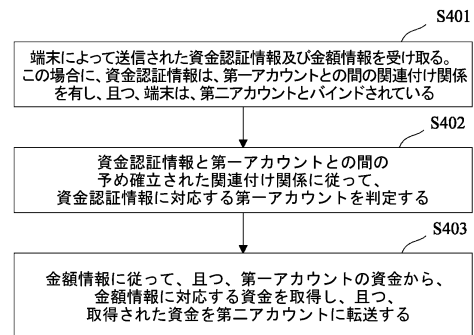 S401
端末によって送信された資金認証情報及び金額情報を受け取る。
この場合に、資金認証情報は、第一アカウントとの間の関連付け関係
を有し、且つ、端末は、第二アカウントとバインドされている
S402
資金認証情報と第一アカウントとの間の
予め確立された関連付け関係に従って、
資金認証情報に対応する第一アカウントを判定する
S403
金額情報に従って、且つ、第一アカウントの資金から、
金額情報に対応する資金を取得し、且つ、
取得された資金を第二アカウントに転送する